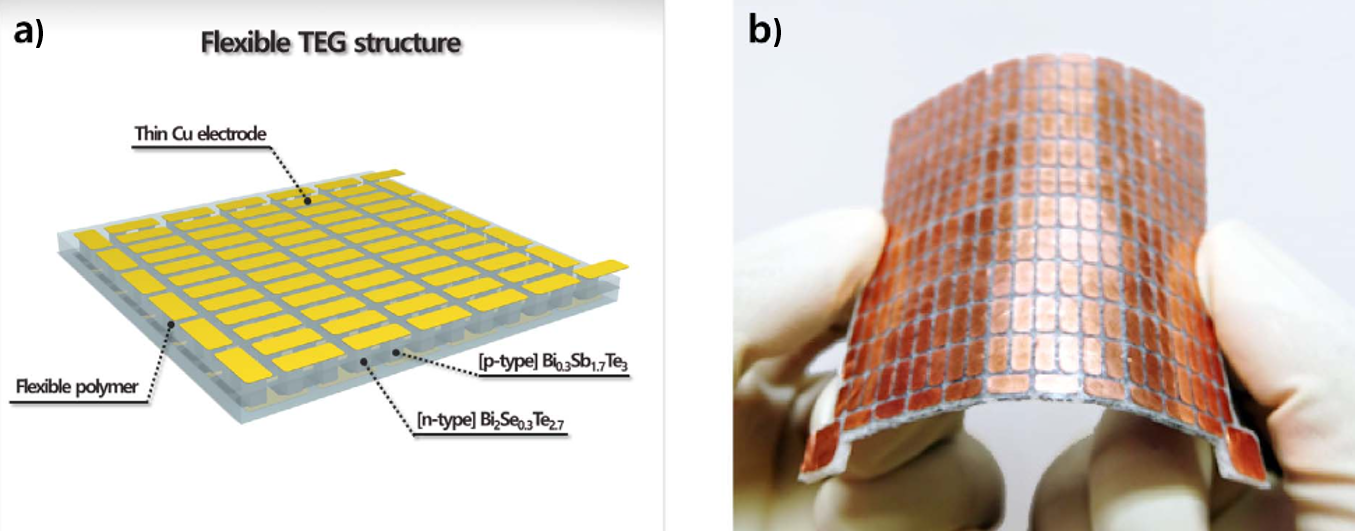 a)
Flexible TEG structure
Thin Cu electrode
[p-type] Bi₀.₃Sb₁.₇Te₃
Flexible polymer
[n-type] Bi₂Se₀.₃Te₂.₇
b)